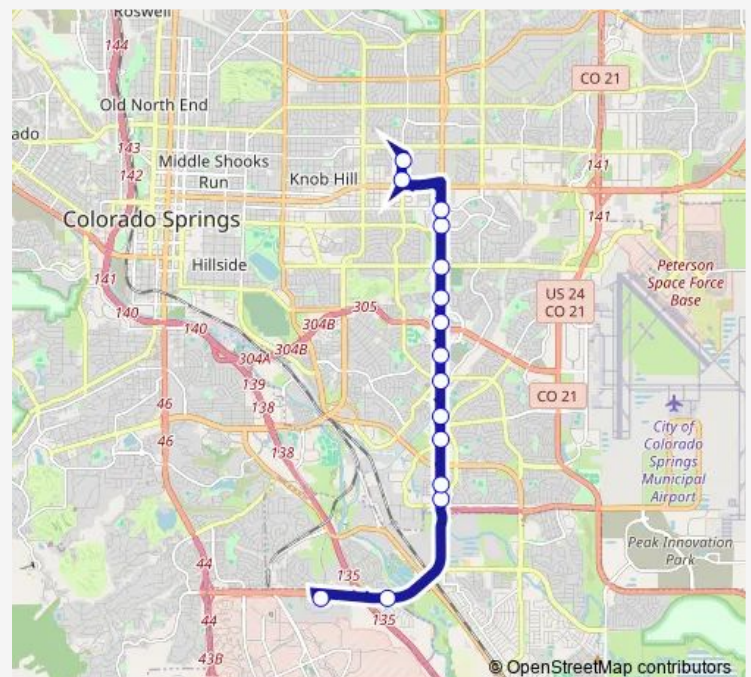 Roswell
144
CO 21
Old North End
ado
143
Middle Shooks
Run
142
Knob Hill
141
141
Colorado Springs
Hillside
Peterson
Space Force
Base
141
US 24
CO 21
140
305
304B
140
304B
304A
139
CO 21
138
46
46
138
City of
Colorado
Springs
Municipal
Airport
Peak Innovation
Park
44
135
44
135
43B
© OpenStreetMap contributors